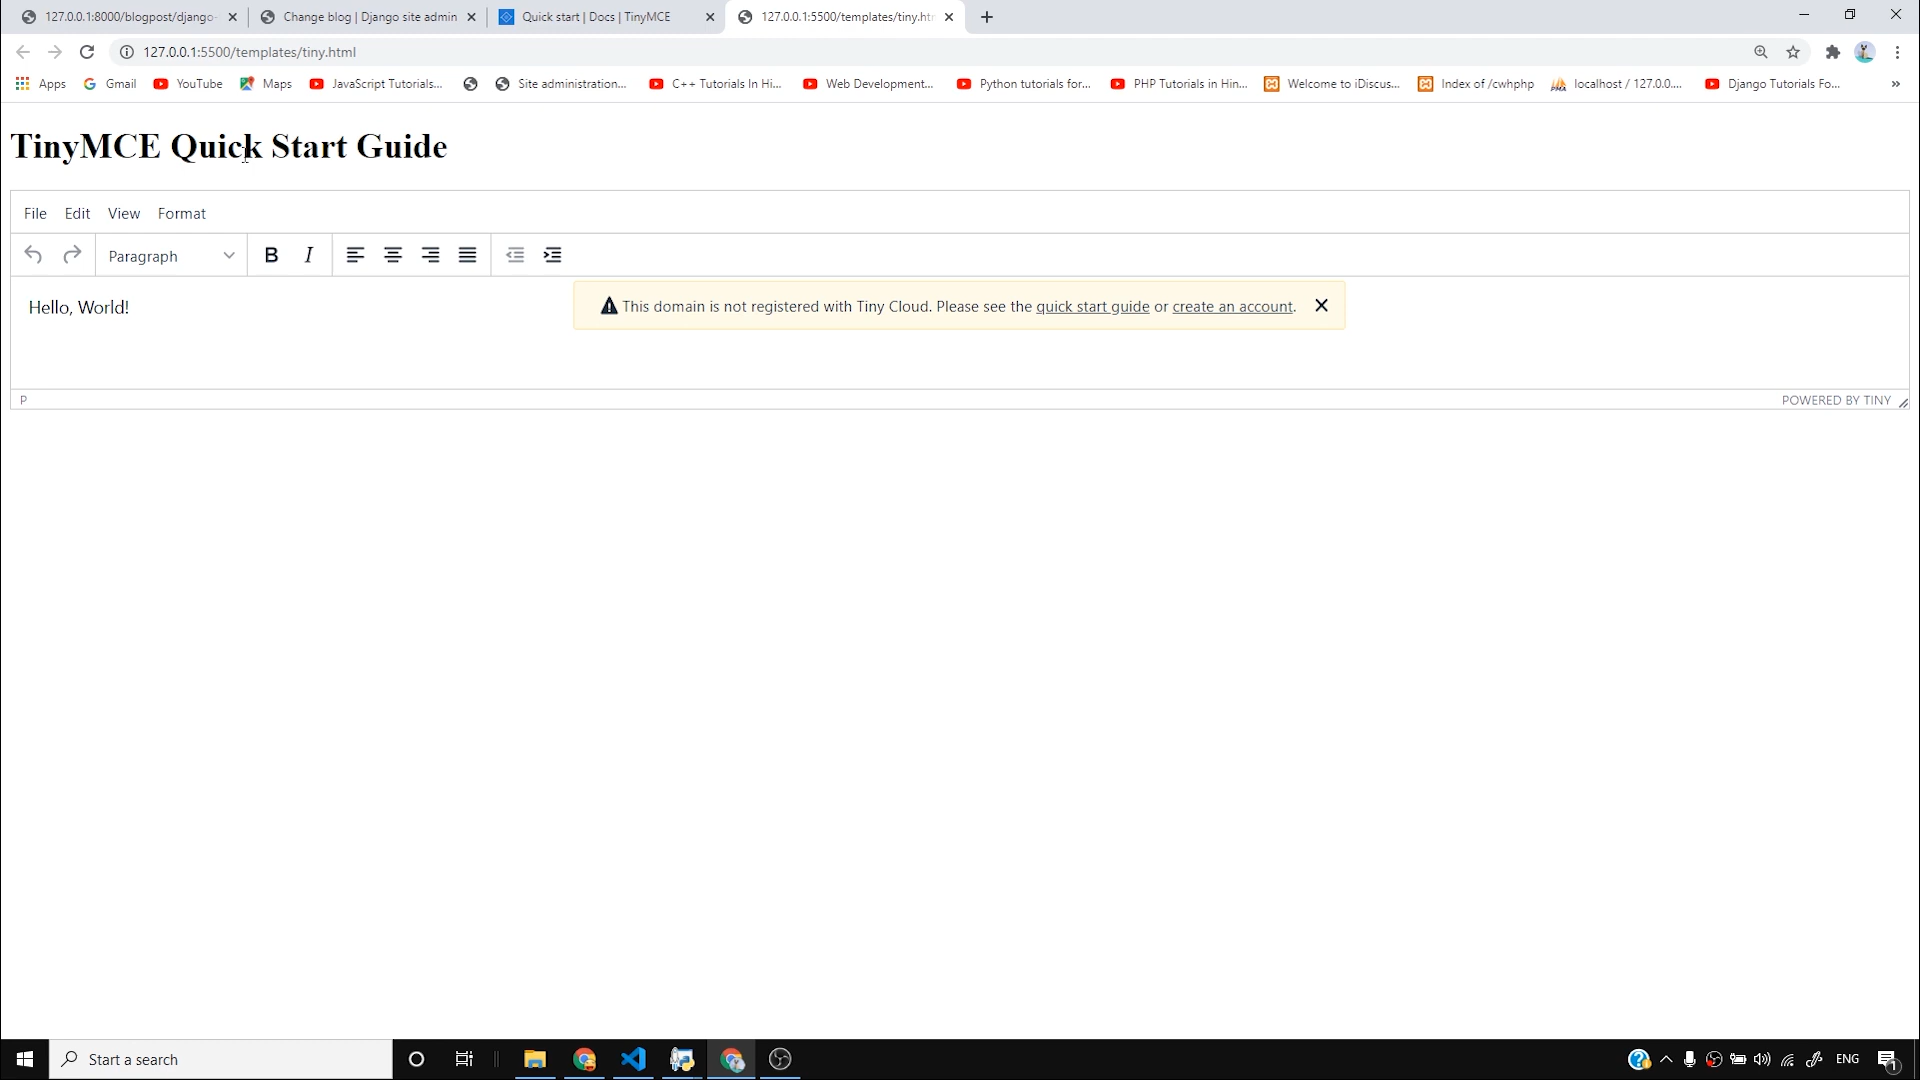 127.0.0.1:8000/blogpost/django-
Change blog | Django site admin
Quick start | Docs | TinyMCE
127.0.0.1:5500/templates/tiny.htm
127.0.0.1:5500/templates/tiny.html
Apps Gmail YouTube Maps JavaScript Tutorials... Site administration... C++ Tutorials In Hi... Web Development... Python tutorials for... PHP Tutorials in Hin... Welcome to iDiscus... Index of /cwhphp localhost / 127.0.0.... Django Tutorials Fo... »
TinyMCE Quick Start Guide
File Edit View Format
Paragraph B I
Hello, World!
This domain is not registered with Tiny Cloud. Please see the quick start guide or create an account.
P
POWERED BY TINY
Start a search
ENG
1